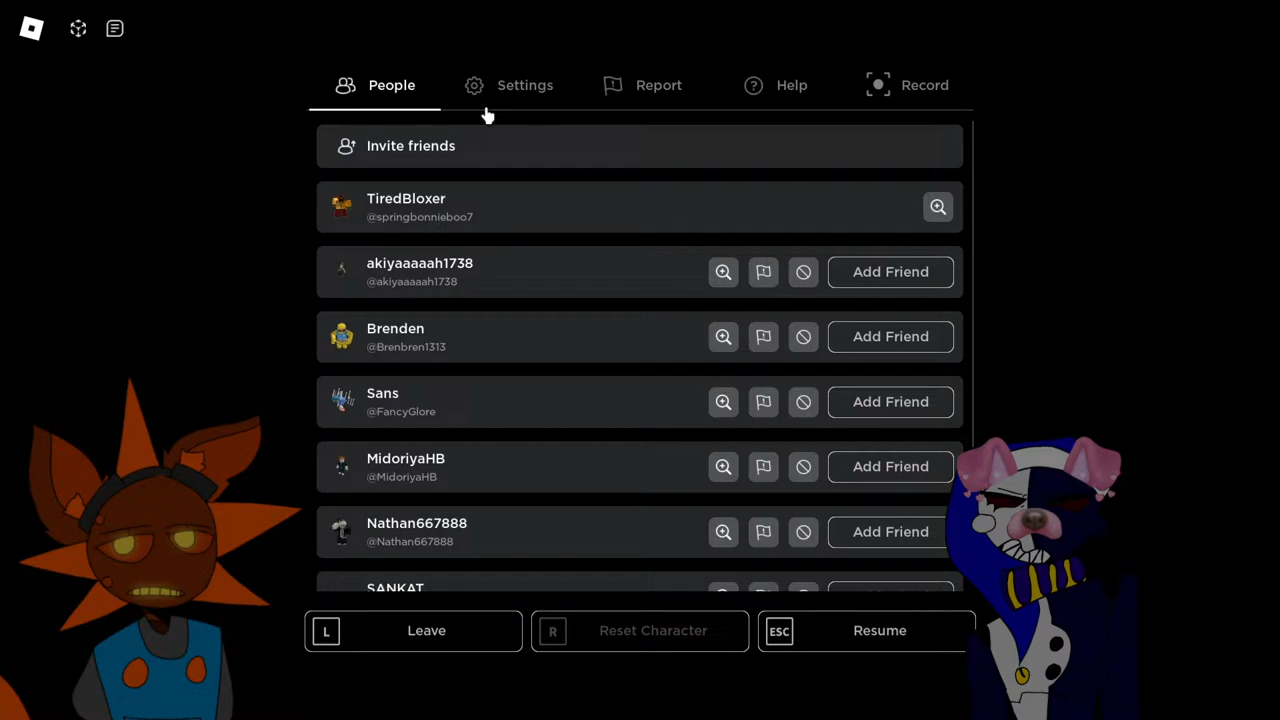 People
Settings
Report
Help
Record
Invite friends
TiredBloxer
@springbonnieboo7
akiyaaaaah1738
@akiyaaaaah1738
Add Friend
Brenden
@Brenbren1313
Add Friend
Sans
@FancyGlore
Add Friend
MidoriyaHB
@MidoriyaHB
Add Friend
Nathan667888
@Nathan667888
Add Friend
SANKAT
L Leave
R Reset Character
ESC Resume